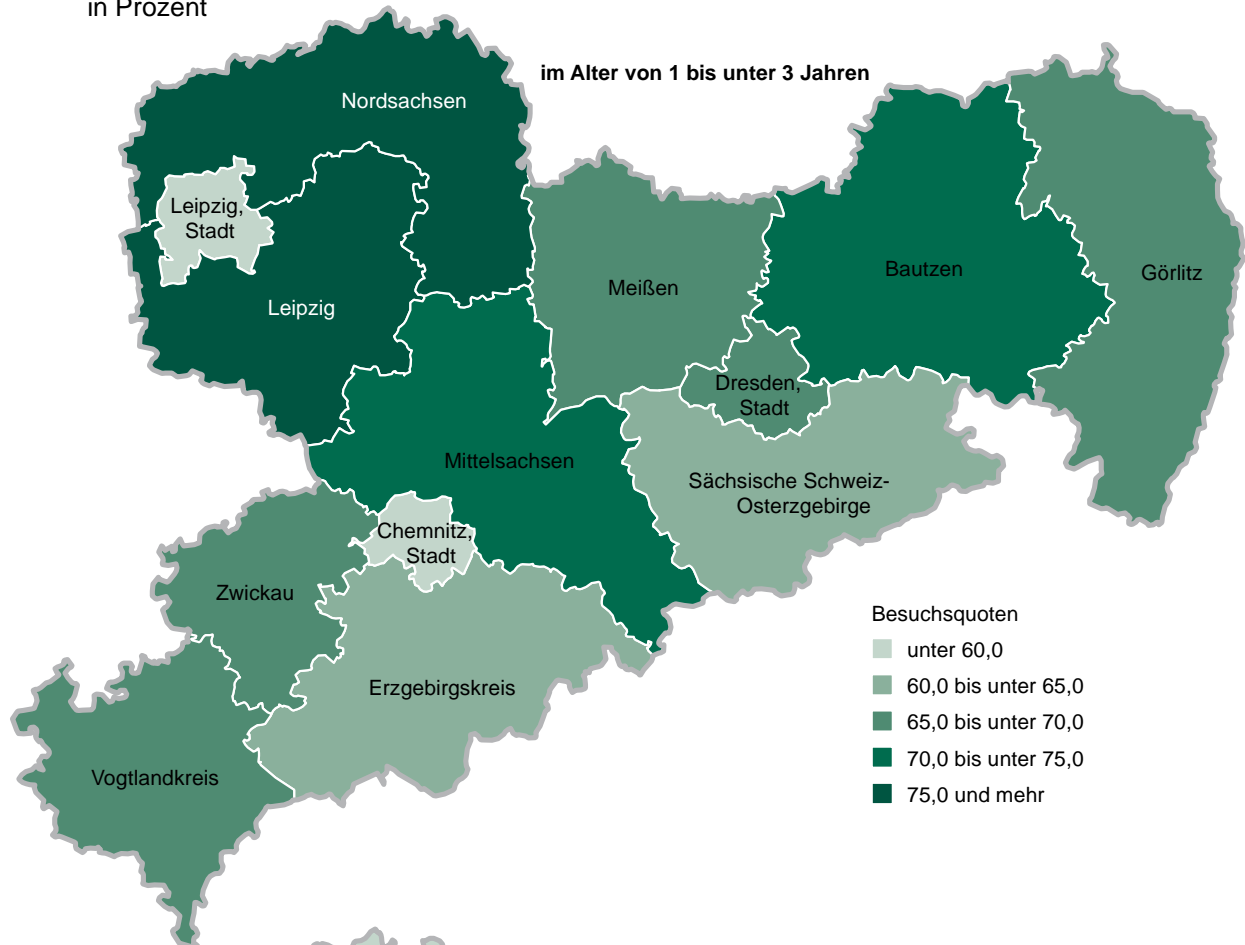 in Prozent
im Alter von 1 bis unter 3 Jahren
Nordsachsen
Leipzig,
Stadt
Leipzig
Meißen
Bautzen
Görlitz
Dresden,
Stadt
Mittelsachsen
Sächsische Schweiz-
Osterzgebirge
Chemnitz,
Stadt
Zwickau
Erzgebirgskreis
Vogtlandkreis
Besuchsquoten
unter 60,0
60,0 bis unter 65,0
65,0 bis unter 70,0
70,0 bis unter 75,0
75,0 und mehr